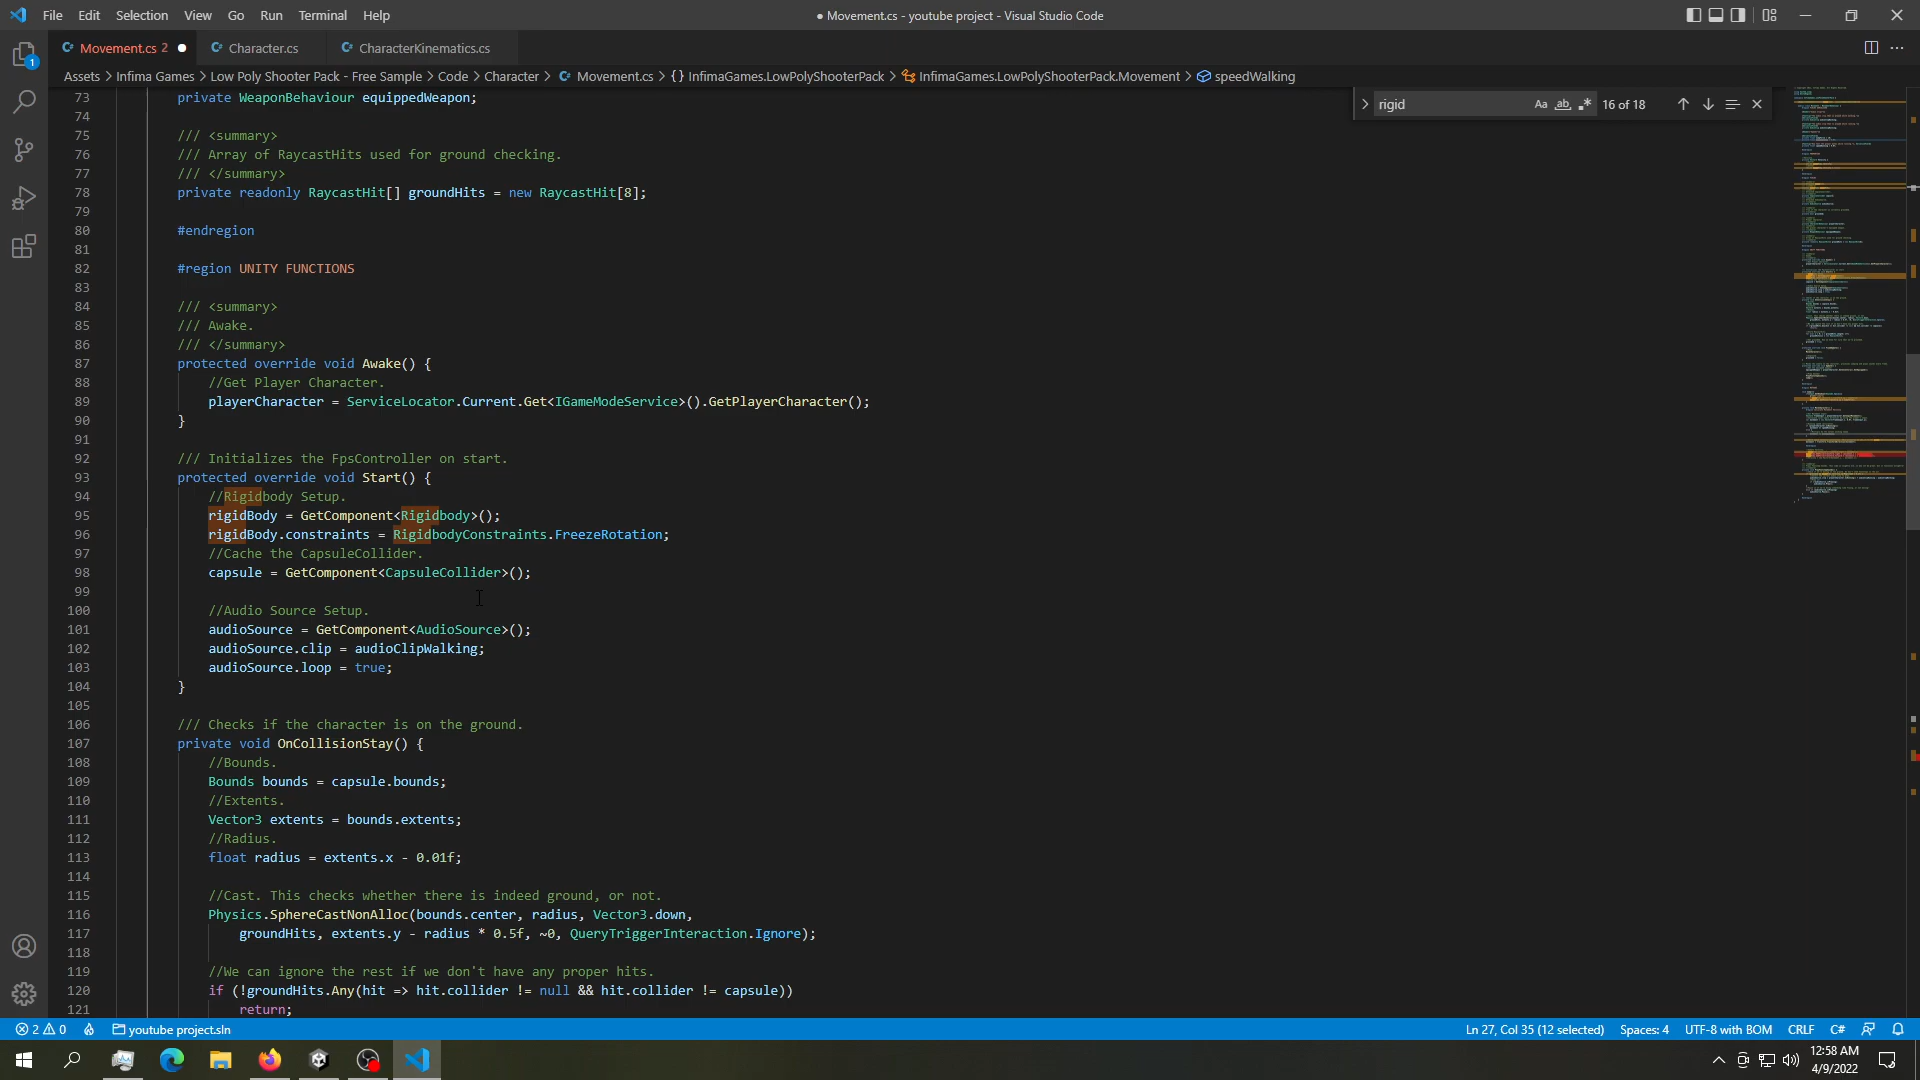 File Edit Selection View Go Run Terminal Help
● Movement.cs - youtube project - Visual Studio Code
Movement.cs 2 ● Character.cs CharacterKinematics.cs
Assets > Infima Games > Low Poly Shooter Pack - Free Sample > Code > Character > Movement.cs > {} InfimaGames.LowPolyShooterPack > InfimaGames.LowPolyShooterPack.Movement > speedWalking
rigid Aa ab 16 of 18
73 private WeaponBehaviour equippedWeapon;
74
75 /// <summary>
76 /// Array of RaycastHits used for ground checking.
77 /// </summary>
78 private readonly RaycastHit[] groundHits = new RaycastHit[8];
79
80 #endregion
81
82 #region UNITY FUNCTIONS
83
84 /// <summary>
85 /// Awake.
86 /// </summary>
87 protected override void Awake() {
88 //Get Player Character.
89 playerCharacter = ServiceLocator.Current.Get<IGameModeService>().GetPlayerCharacter();
90 }
91
92 /// Initializes the FpsController on start.
93 protected override void Start() {
94 //Rigidbody Setup.
95 rigidBody = GetComponent<Rigidbody>();
96 rigidBody.constraints = RigidbodyConstraints.FreezeRotation;
97 //Cache the CapsuleCollider.
98 capsule = GetComponent<CapsuleCollider>();
99
100 //Audio Source Setup.
101 audioSource = GetComponent<AudioSource>();
102 audioSource.clip = audioClipWalking;
103 audioSource.loop = true;
104 }
105
106 /// Checks if the character is on the ground.
107 private void OnCollisionStay() {
108 //Bounds.
109 Bounds bounds = capsule.bounds;
110 //Extents.
111 Vector3 extents = bounds.extents;
112 //Radius.
113 float radius = extents.x - 0.01f;
114
115 //Cast. This checks whether there is indeed ground, or not.
116 Physics.SphereCastNonAlloc(bounds.center, radius, Vector3.down,
117 groundHits, extents.y - radius * 0.5f, ~0, QueryTriggerInteraction.Ignore);
118
119 //We can ignore the rest if we don't have any proper hits.
120 if (!groundHits.Any(hit => hit.collider != null && hit.collider != capsule))
121 return;
2 0 youtube project.sln Ln 27, Col 35 (12 selected) Spaces: 4 UTF-8 with BOM CRLF C#
12:58 AM
4/9/2022